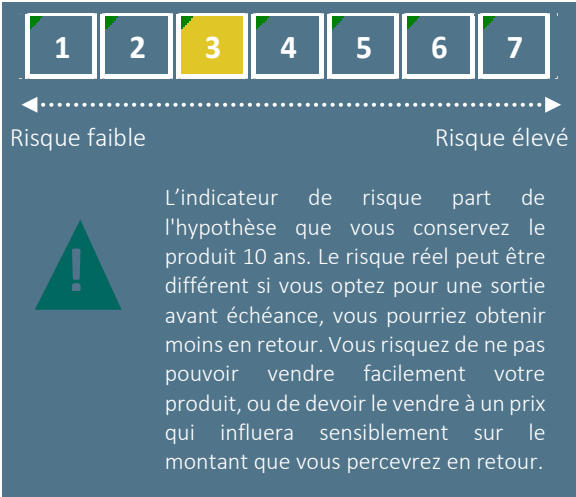 1 2 3 4 5 6 7
Risque faible Risque élevé
L’indicateur de risque part de
l'hypothèse que vous conservez le
produit 10 ans. Le risque réel peut être
différent si vous optez pour une sortie
avant échéance, vous pourriez obtenir
moins en retour. Vous risquez de ne pas
pouvoir vendre facilement votre
produit, ou de devoir le vendre à un prix
qui influera sensiblement sur le
montant que vous percevrez en retour.
!